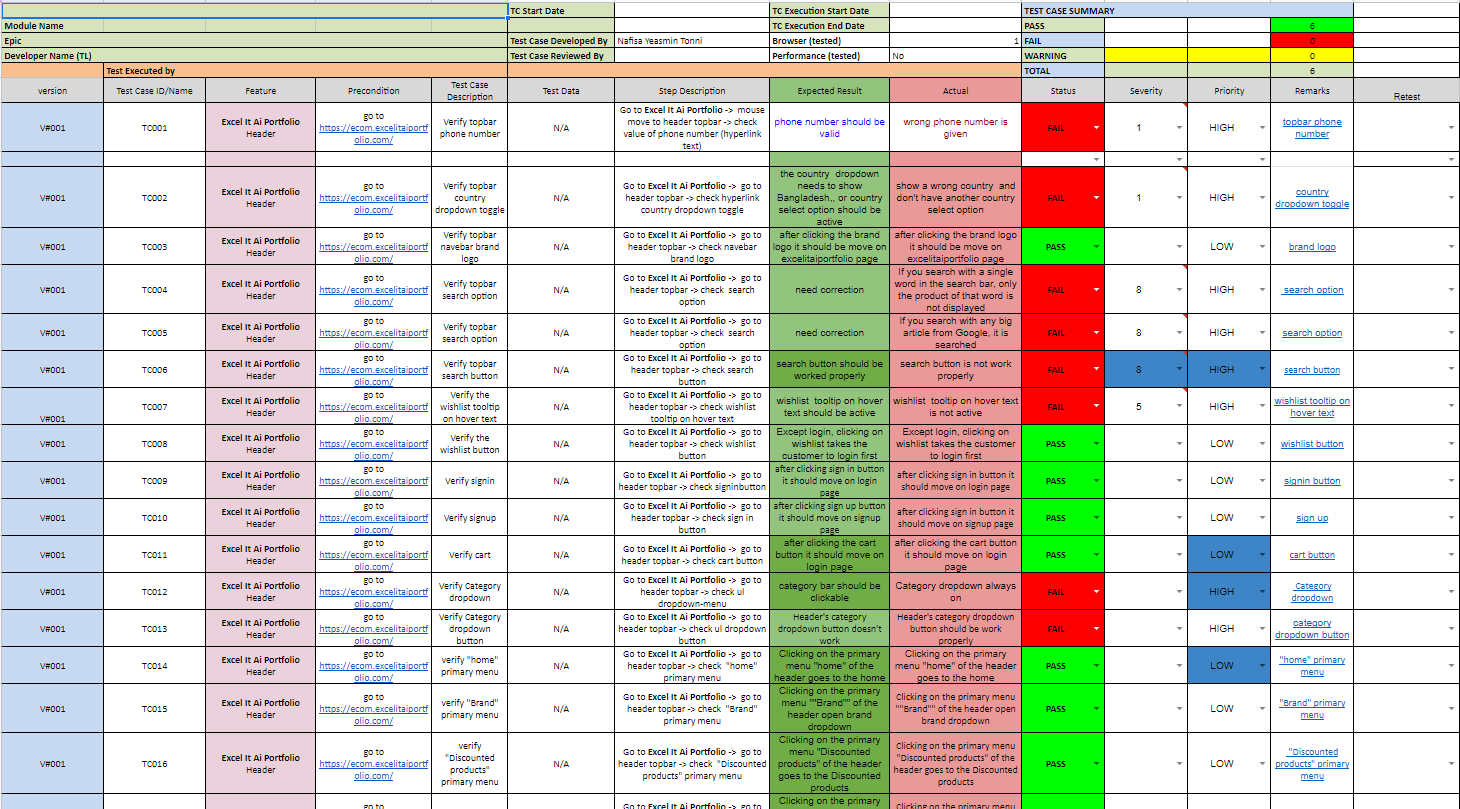 TC Start Date TC Execution Start Date TEST CASE SUMMARY
Module Name TC Execution End Date PASS 6
Epic Test Case Developed By Nafisa Yeasmin Tonni Browser (tested) 1 FAIL 0
Developer Name (TL) Test Case Reviewed By Performance (tested) No WARNING 0
Test Executed by TOTAL 6
version Test Case ID/Name Feature Precondition Test Case Description Test Data Step Description Expected Result Actual Status Severity Priority Remarks Retest
V#001 TC001 Excel It Ai Portfolio Header go to https://ecom.excelitaiportfolio.com/ Verify topbar phone number N/A Go to Excel It Ai Portfolio -> mouse move to header topbar -> check value of phone number (hyperlink text) phone number should be valid wrong phone number is given FAIL 1 HIGH topbar phone number
V#001 TC002 Excel It Ai Portfolio Header go to https://ecom.excelitaiportfolio.com/ Verify topbar country dropdown toggle N/A Go to Excel It Ai Portfolio -> go to header topbar -> check hyperlink country dropdown toggle the country dropdown needs to show Bangladesh,, or country select option should be active show a wrong country and don't have another country select option FAIL 1 HIGH country dropdown toggle
V#001 TC003 Excel It Ai Portfolio Header go to https://ecom.excelitaiportfolio.com/ Verify topbar navebar brand logo N/A Go to Excel It Ai Portfolio -> go to header topbar -> check navebar brand logo after clicking the brand logo it should be move on excelitaiportfolio page after clicking the brand logo it should be move on excelitaiportfolio page PASS LOW brand logo
V#001 TC004 Excel It Ai Portfolio Header go to https://ecom.excelitaiportfolio.com/ Verify topbar search option N/A Go to Excel It Ai Portfolio -> go to header topbar -> check search option need correction If you search with a single word in the search bar, only the product of that word is not displayed FAIL 8 HIGH search option
V#001 TC005 Excel It Ai Portfolio Header go to https://ecom.excelitaiportfolio.com/ Verify topbar search option N/A Go to Excel It Ai Portfolio -> go to header topbar -> check search option need correction If you search with any big article from Google, it is searched FAIL 8 HIGH search option
V#001 TC006 Excel It Ai Portfolio Header go to https://ecom.excelitaiportfolio.com/ Verify topbar search button N/A Go to Excel It Ai Portfolio -> go to header topbar -> check search button search button should be worked properly search button is not work properly FAIL 8 HIGH search button
V#001 TC007 Excel It Ai Portfolio Header go to https://ecom.excelitaiportfolio.com/ Verify the wishlist tooltip on hover text N/A Go to Excel It Ai Portfolio -> go to header topbar -> check wishlist tooltip on hover text wishlist tooltip on hover text should be active wishlist tooltip on hover text is not active FAIL 5 HIGH wishlist tooltip on hover text
V#001 TC008 Excel It Ai Portfolio Header go to https://ecom.excelitaiportfolio.com/ Verify the wishlist button N/A Go to Excel It Ai Portfolio -> go to header topbar -> check wishlist button Except login, clicking on wishlist takes the customer to login first Except login, clicking on wishlist takes the customer to login first PASS LOW wishlist button
V#001 TC009 Excel It Ai Portfolio Header go to https://ecom.excelitaiportfolio.com/ Verify signin N/A Go to Excel It Ai Portfolio -> go to header topbar -> check signinbutton after clicking sign in button it should move on login page after clicking sign in button it should move on login page PASS LOW signin button
V#001 TC010 Excel It Ai Portfolio Header go to https://ecom.excelitaiportfolio.com/ Verify signup N/A Go to Excel It Ai Portfolio -> go to header topbar -> check sign in button after clicking sign up button it should move on signup page after clicking sign in button it should move on signup page PASS LOW sign up
V#001 TC011 Excel It Ai Portfolio Header go to https://ecom.excelitaiportfolio.com/ Verify cart N/A Go to Excel It Ai Portfolio -> go to header topbar -> check cart button after clicking the cart button it should move on login page after clicking the cart button it should move on login page PASS LOW cart button
V#001 TC012 Excel It Ai Portfolio Header go to https://ecom.excelitaiportfolio.com/ Verify Category dropdown N/A Go to Excel It Ai Portfolio -> go to header topbar -> check ul dropdown-menu category bar should be clickable Category dropdown always on FAIL HIGH Category dropdown
V#001 TC013 Excel It Ai Portfolio Header go to https://ecom.excelitaiportfolio.com/ Verify Category dropdown button N/A Go to Excel It Ai Portfolio -> go to header topbar -> check ul dropdown button Header's category dropdown button doesn't work Header's category dropdown button should be work properly FAIL HIGH category dropdown button
V#001 TC014 Excel It Ai Portfolio Header go to https://ecom.excelitaiportfolio.com/ verify "home" primary menu N/A Go to Excel It Ai Portfolio -> go to header topbar -> check "home" primary menu Clicking on the primary menu "home" of the header goes to the home Clicking on the primary menu "home" of the header goes to the home PASS LOW "home" primary menu
V#001 TC015 Excel It Ai Portfolio Header go to https://ecom.excelitaiportfolio.com/ verify "Brand" primary menu N/A Go to Excel It Ai Portfolio -> go to header topbar -> check "Brand" primary menu Clicking on the primary menu ""Brand"" of the header open brand dropdown Clicking on the primary menu ""Brand"" of the header open brand dropdown PASS LOW "Brand" primary menu
V#001 TC016 Excel It Ai Portfolio Header go to https://ecom.excelitaiportfolio.com/ verify "Discounted products" primary menu N/A Go to Excel It Ai Portfolio -> go to header topbar -> check "Discounted products" primary menu Clicking on the primary menu "Discounted products" of the header goes to the Discounted products Clicking on the primary menu "Discounted products" of the header goes to the Discounted products PASS LOW "Discounted products" primary menu
go to Go to Excel It Ai Portfolio -> go to Clicking on the primary Clicking on the primary